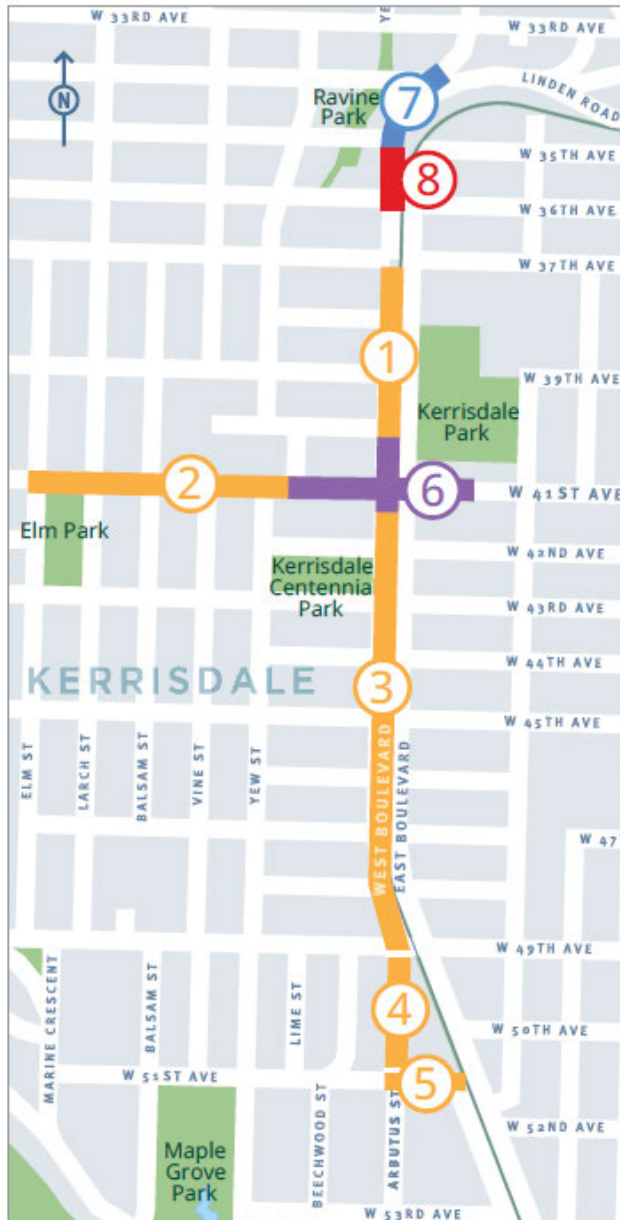 YE
W 33RD AVE
W 33RD AVE
N
Ravine
Park
7
LINDEN ROAD
W 35TH AVE
8
W 36TH AVE
W 37TH AVE
1
W 39TH AVE
Kerrisdale
Park
2
6
W 41ST AVE
Elm Park
W 42ND AVE
Kerrisdale
Centennia
Park
W 43RD AVE
W 44TH AVE
KERRISDALE
3
W 45TH AVE
ELM ST
LARCH ST
BALSAM ST
VINE ST
YEW ST
WEST BOULEVARD
EAST BOULEVARD
W 47
W 49TH AVE
MARINE CRESCENT
BALSAM ST
LIME ST
4
W 50TH AVE
W 51ST AVE
5
BEECHWOOD ST
ARBUTUS ST
W 52ND AVE
Maple
Grove
Park
W 53RD AVE